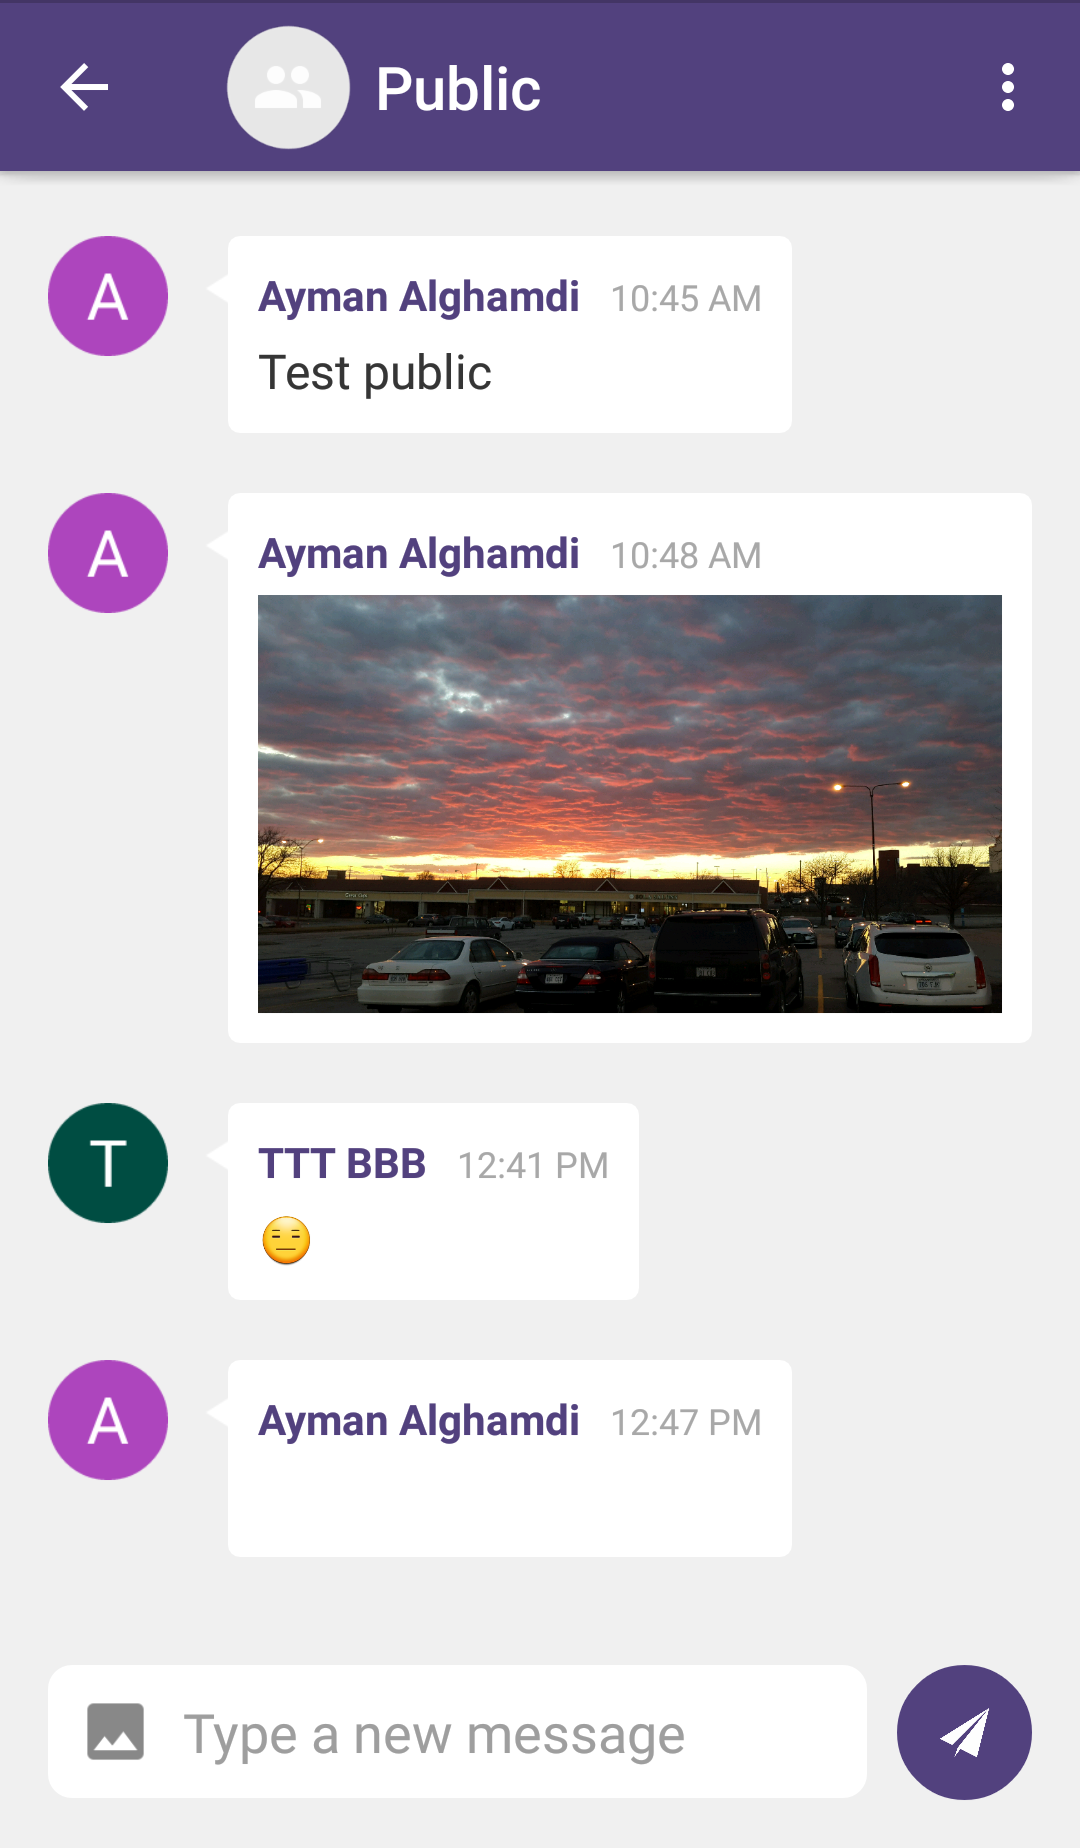 Public
A
Ayman Alghamdi 10:45 AM
Test public
A
Ayman Alghamdi 10:48 AM
T
TTT BBB 12:41 PM
😑
A
Ayman Alghamdi 12:47 PM
Type a new message